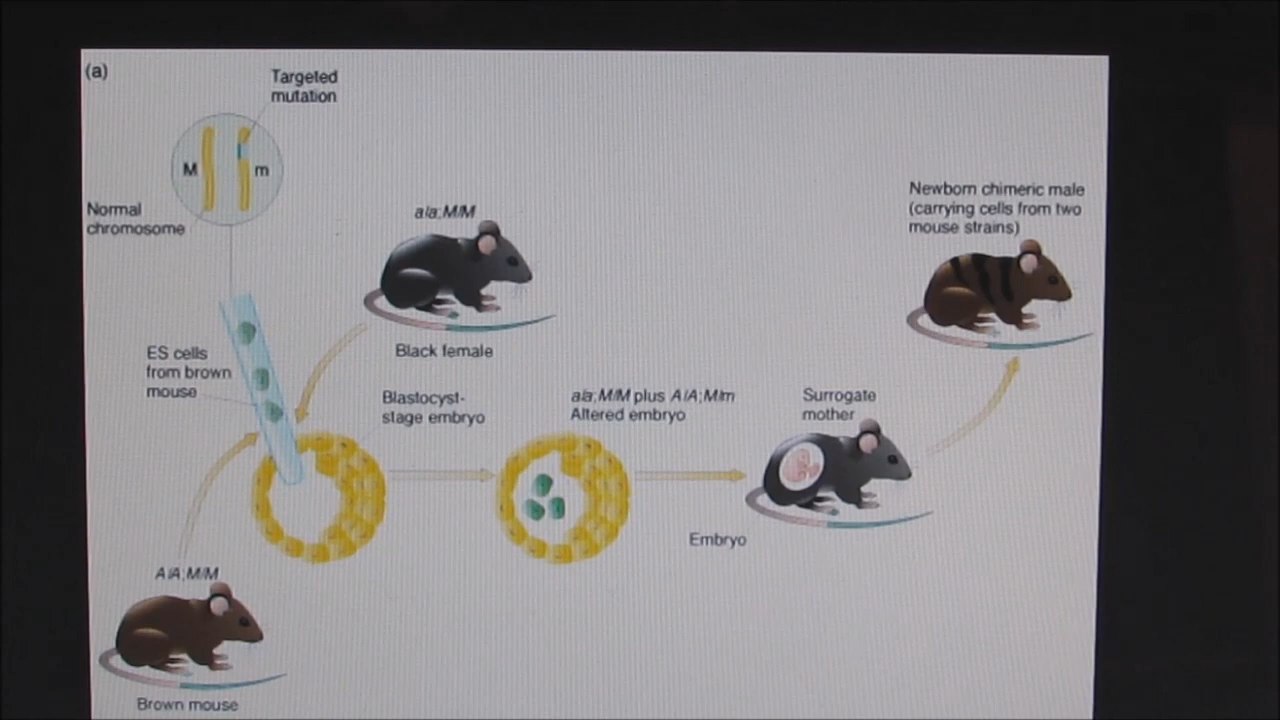 (a)
Targeted
mutation
M
m
Normal
chromosome
a/a;M/M
Black female
ES cells
from brown
mouse
Blastocyst-
stage embryo
a/a;M/M plus A/A;M/m
Altered embryo
Surrogate
mother
Newborn chimeric male
(carrying cells from two
mouse strains)
Embryo
A/A;M/M
Brown mouse